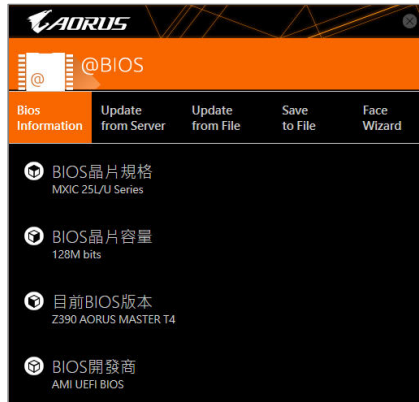 AORUS
@
@BIOS
Bios Information
Update from Server
Update from File
Save to File
Face Wizard
BIOS晶片規格
MXIC 25L/U Series
BIOS晶片容量
128M bits
目前BIOS版本
Z390 AORUS MASTER T4
BIOS開發商
AMI UEFI BIOS